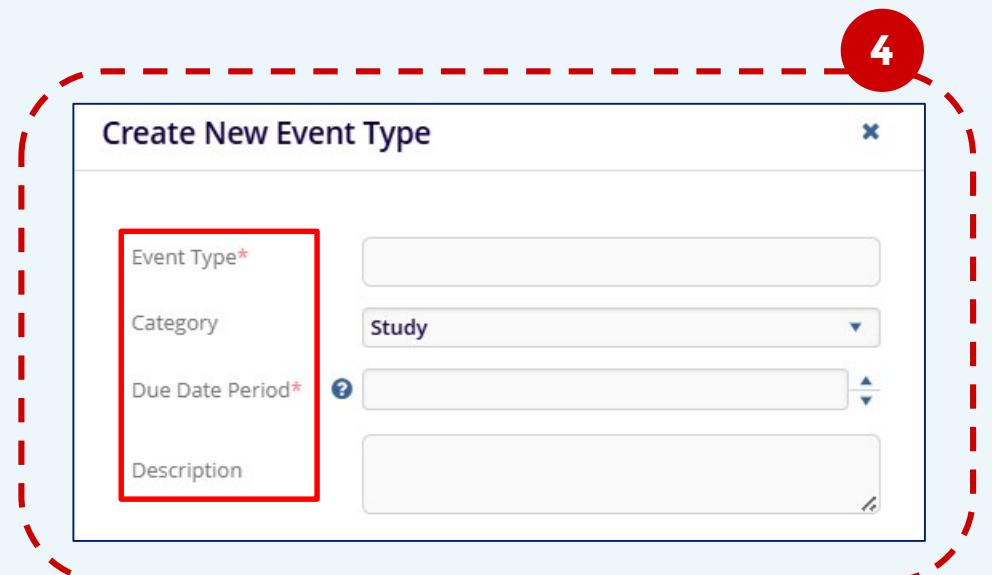 4
Create New Event Type
Event Type*
Category
Study
Due Date Period*
Description